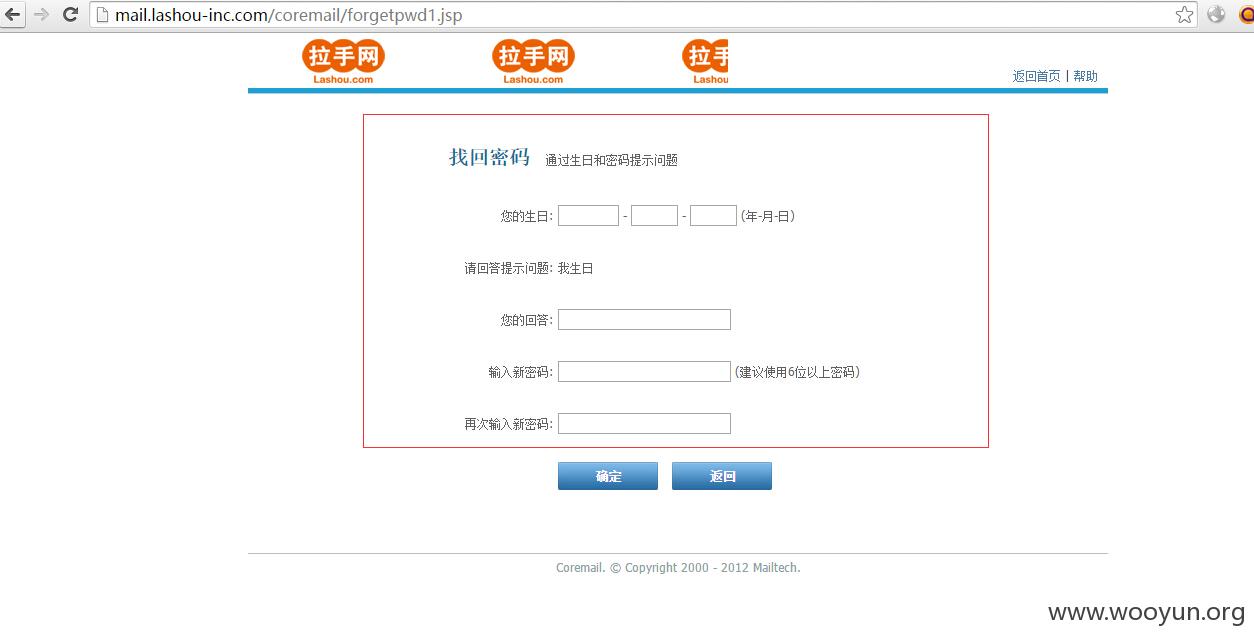 mail.lashou-inc.com/coremail/forgetpwd1.jsp
拉手网 拉手网 拉手
Lashou.com Lashou.com Lashou
返回首页 | 帮助
找回密码 通过生日和密码提示问题
您的生日: - - (年-月-日)
请回答提示问题: 我生日
您的回答:
输入新密码: (建议使用6位以上密码)
再次输入新密码:
确定 返回
Coremail. © Copyright 2000 - 2012 Mailtech.
www.wooyun.org